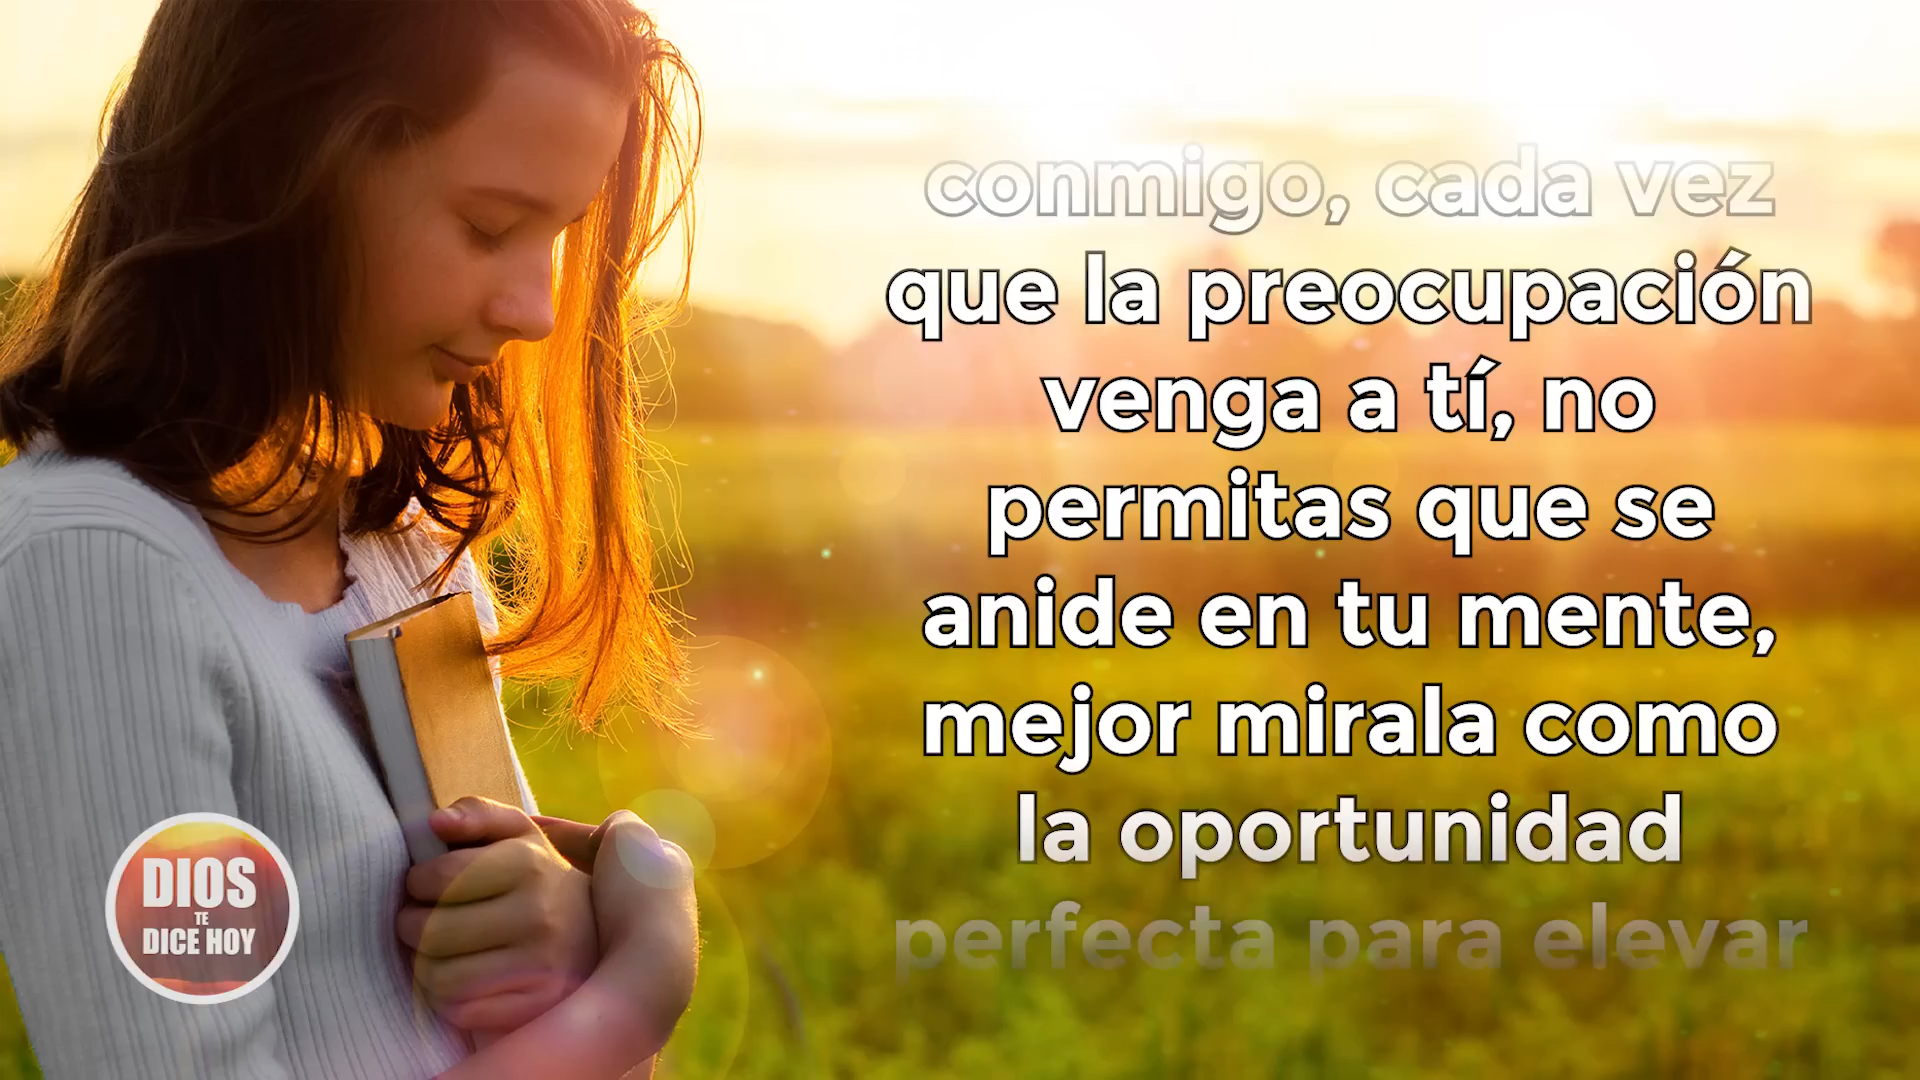 conmigo, cada vez
que la preocupación
venga a tí, no
permitas que se
anide en tu mente,
mejor mirala como
la oportunidad
perfecta para elevar
DIOS
TE
DICE HOY